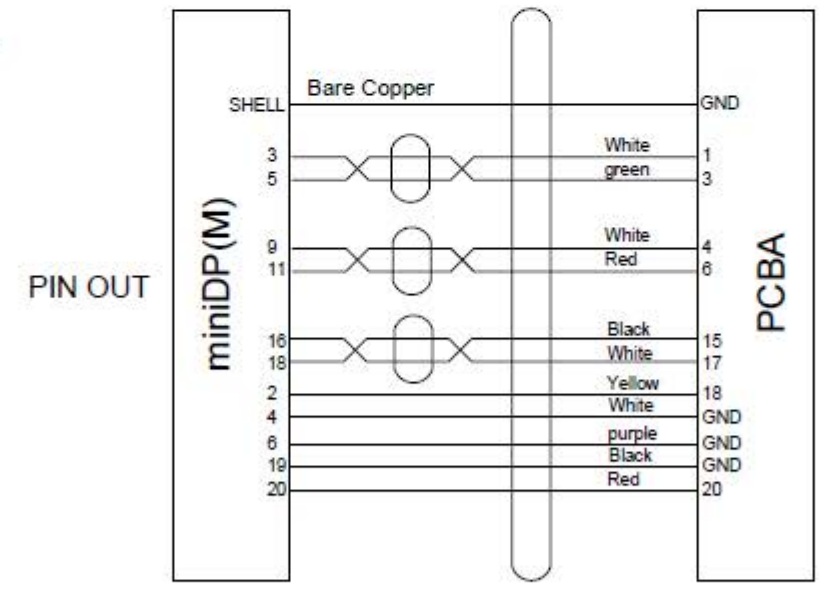 PIN OUT
miniDP(M)
PCBA
SHELL Bare Copper GND
3 White 1
5 green 3
9 White 4
11 Red 6
16 Black 15
18 White 17
2 Yellow 18
4 White GND
6 purple GND
19 Black GND
20 Red 20